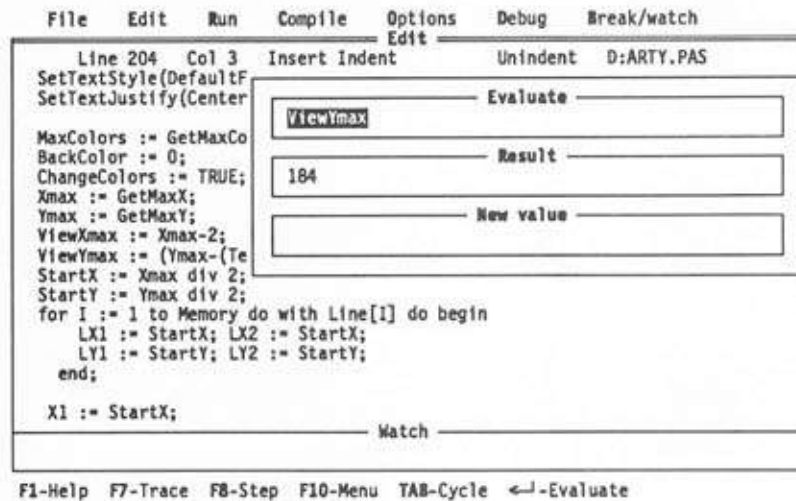 File Edit Run Compile Options Debug Break/watch
Edit
Line 204 Col 3 Insert Indent Unindent D:ARTY.PAS
SetTextStyle(DefaultF
SetTextJustify(Center
MaxColors := GetMaxCo
BackColor := 0;
ChangeColors := TRUE;
Xmax := GetMaxX;
Ymax := GetMaxY;
ViewXmax := Xmax-2;
ViewYmax := (Ymax-(Te
StartX := Xmax div 2;
StartY := Ymax div 2;
for I := 1 to Memory do with Line[I] do begin
LX1 := StartX; LX2 := StartX;
LY1 := StartY; LY2 := StartY;
end;
X1 := StartX;
Evaluate
ViewYmax
Result
184
New value
Watch
F1-Help F7-Trace F8-Step F10-Menu TAB-Cycle ←┘-Evaluate